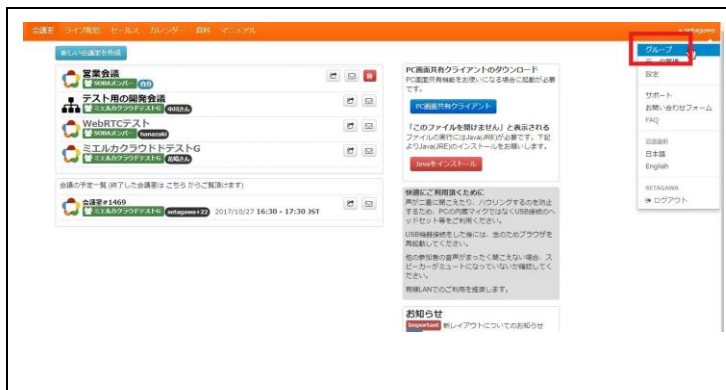 会議室 ライブ配信 セールス カレンダー 資料 マニュアル
setagawa
新しい会議室を作成
営業会議
SOBAメンバー 自分
テスト用の開発会議
ミエルカクラウドテストG
WebRTCテスト
SOBAメンバー hanazaki
ミエルカクラウドテストG
ミエルカクラウドテストG
会議の予定一覧 (終了した会議室は こちら からご覧頂けます)
会議室#1469
ミエルカクラウドテストG setagawa+22 2017/10/27 16:30 - 17:30 JST
PC画面共有クライアントのダウンロード
PC画面共有機能をお使いになる場合に起動が必要
です。
PC画面共有クライアント
「このファイルを開けません」と表示される
ファイルの実行にはJava(JRE)が必要です。下記
よりJava(JRE)のインストールをお願いします。
Javaをインストール
快適にご利用頂くために
声が二重に聞こえたり、ハウリングするのを防止
するため、PCの内蔵マイクではなくUSB接続のヘ
ッドセット等をご利用ください。
USB機器接続をした後には、念のためブラウザを
再起動してください。
他の参加者の音声がまったく聞こえない場合、ス
ピーカーがミュートになっていないか確認してく
ださい。
有線LANでのご利用を推奨します。
お知らせ
Important 新レイアウトについてのお知らせ
グループ
設定
サポート
お問い合わせフォーム
FAQ
言語選択
日本語
English
SETAGAWA
ログアウト